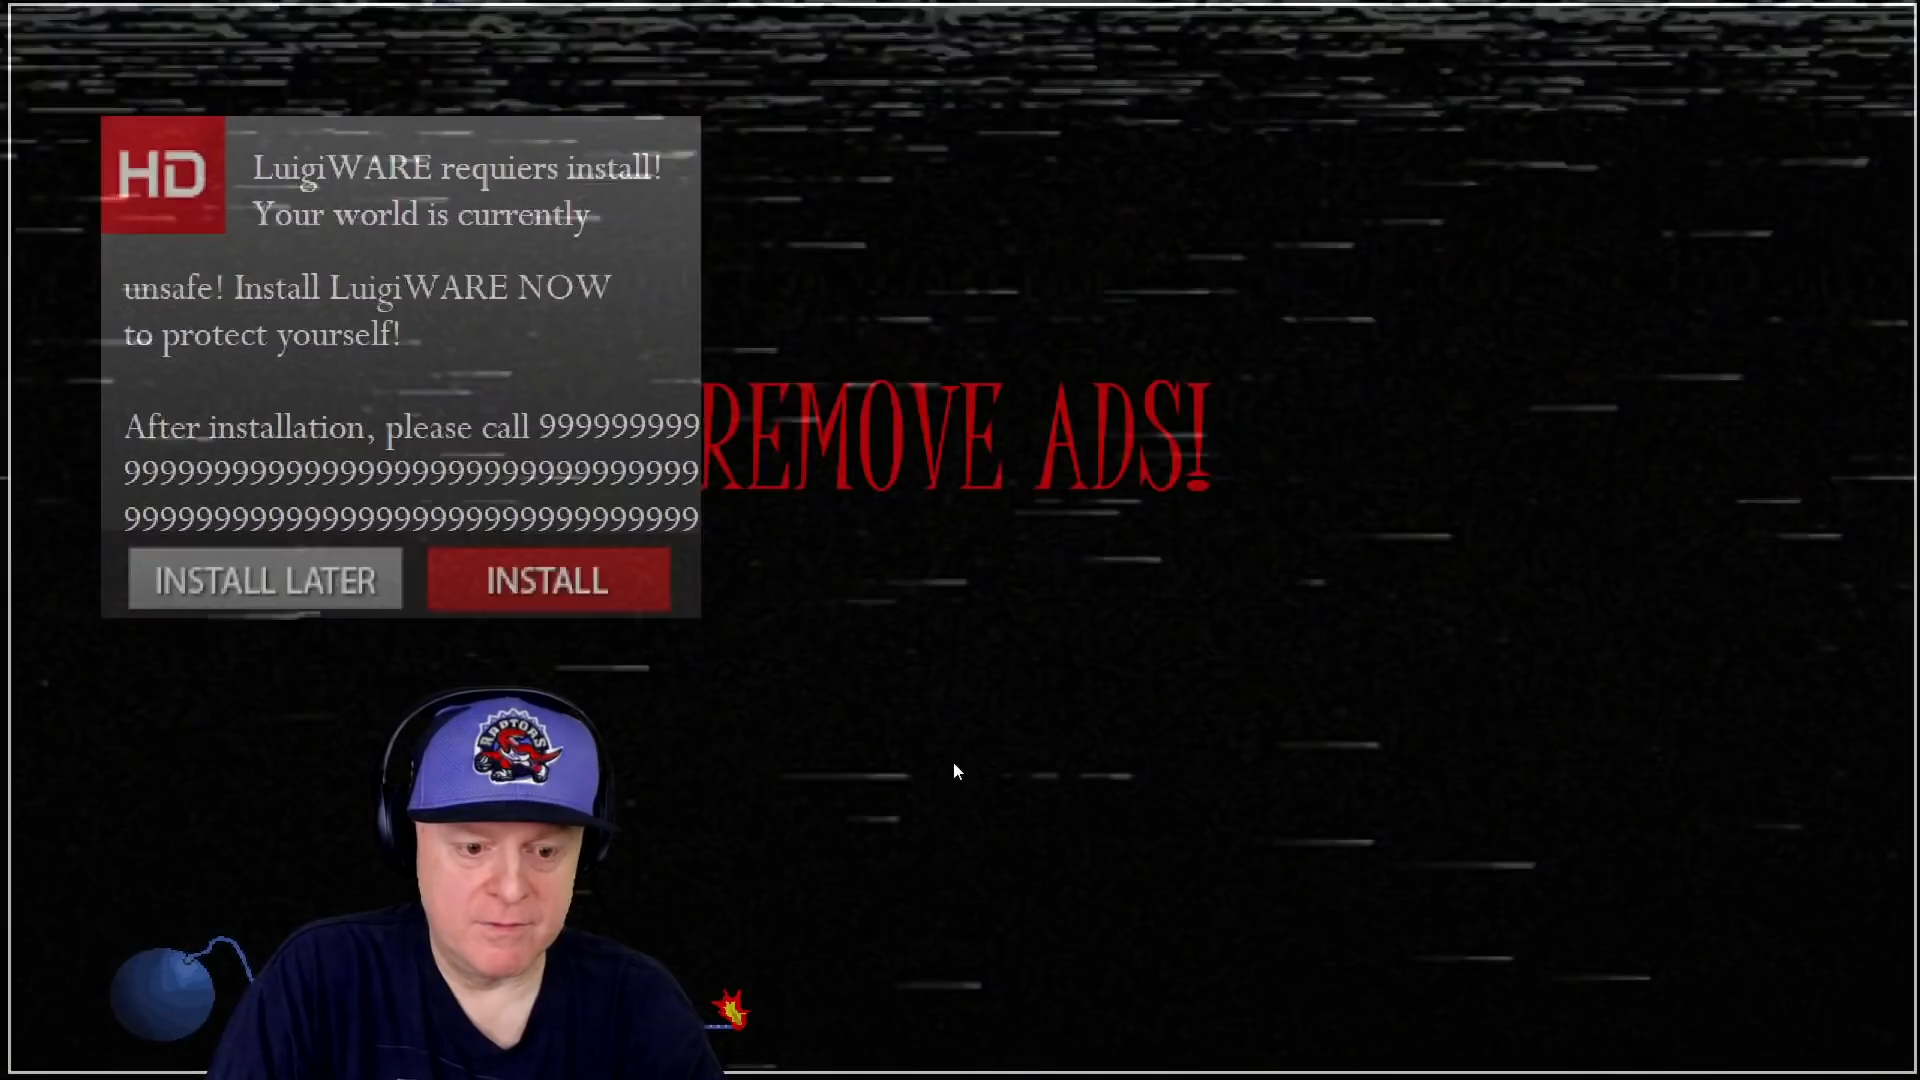 HD
LuigiWARE requiers install!
Your world is currently
unsafe! Install LuigiWARE NOW
to protect yourself!
After installation, please call 999999999
99999999999999999999999999999999
99999999999999999999999999999999
INSTALL LATER
INSTALL
REMOVE ADS!
RAPTORS